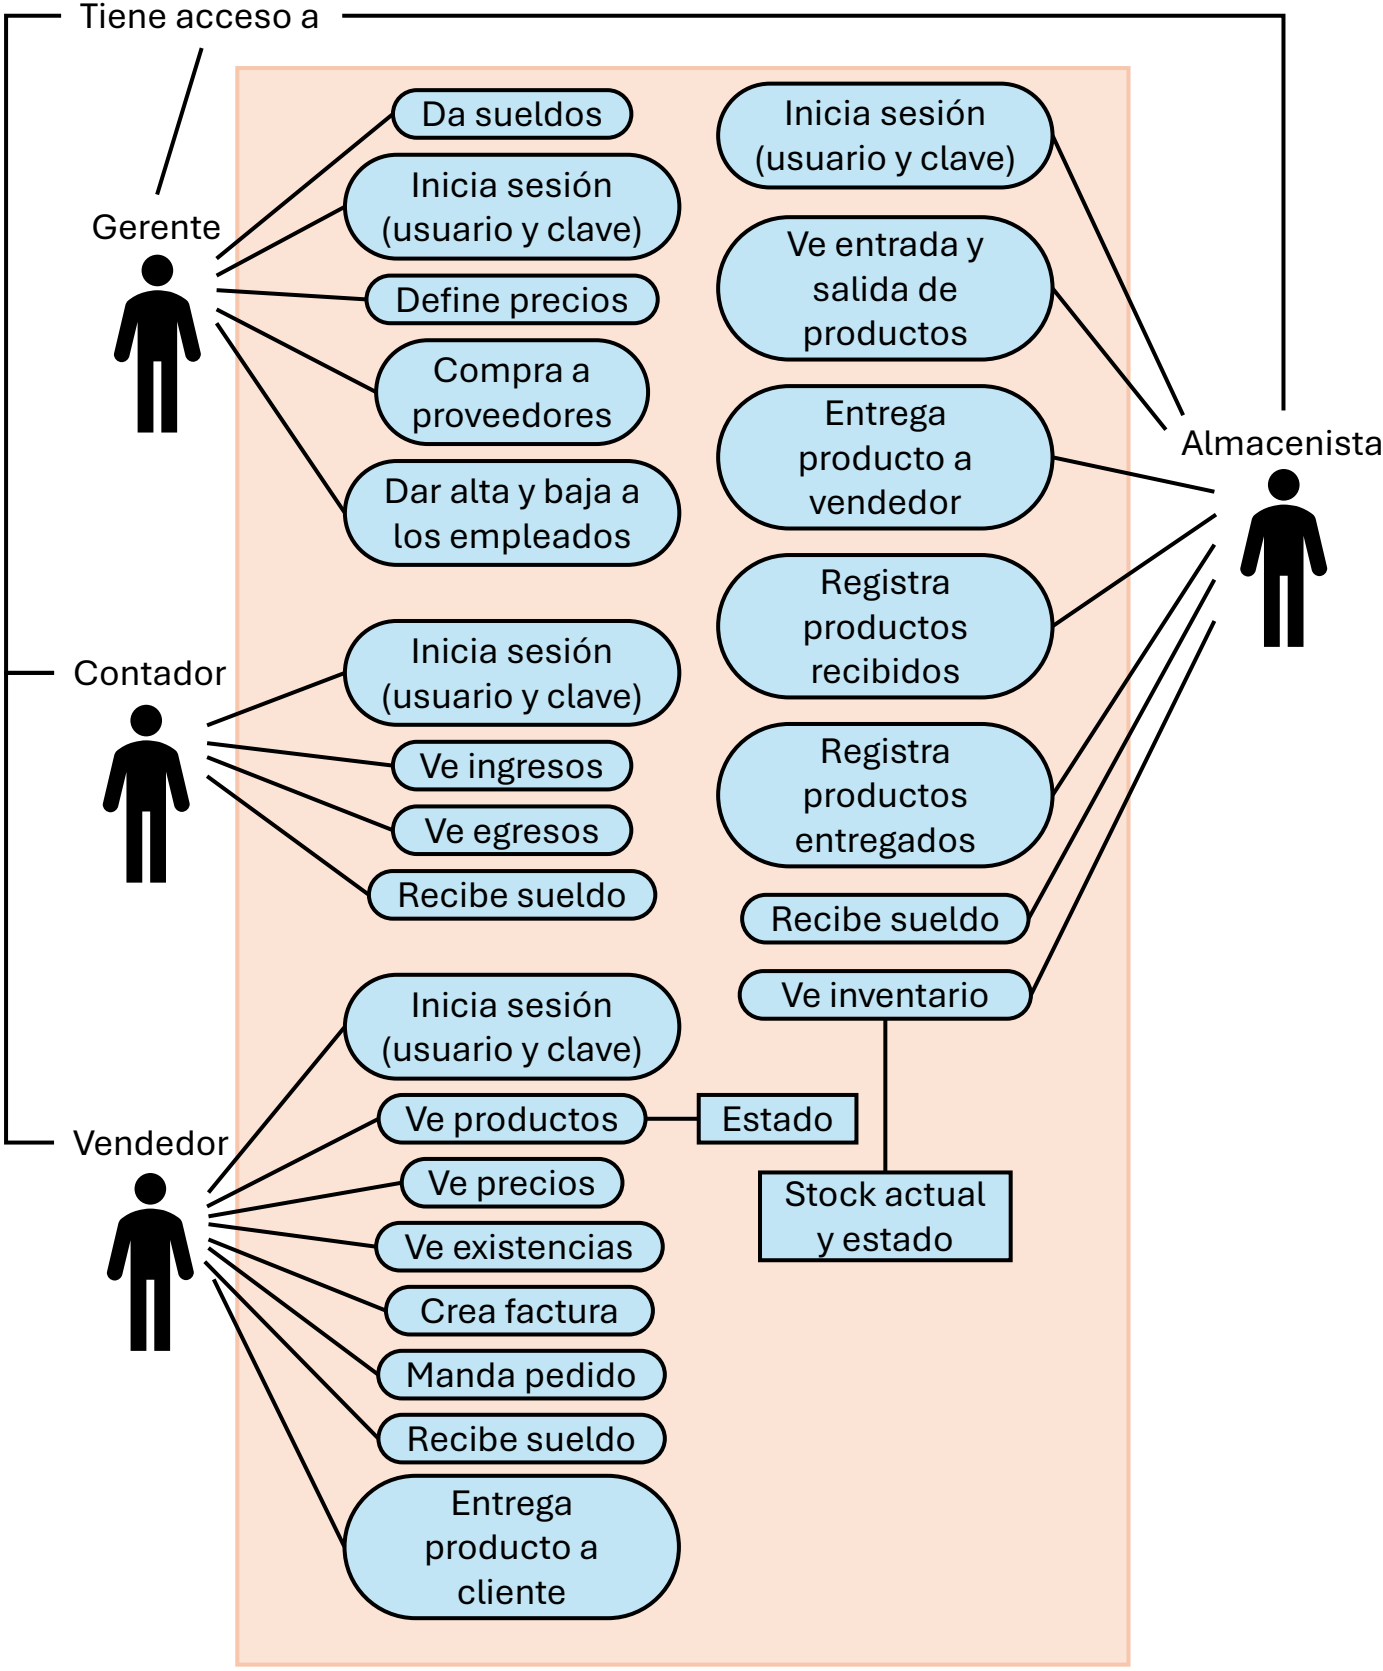 Tiene acceso a
Gerente
Da sueldos
Inicia sesión
(usuario y clave)
Define precios
Compra a
proveedores
Dar alta y baja a
los empleados
Contador
Inicia sesión
(usuario y clave)
Ve ingresos
Ve egresos
Recibe sueldo
Vendedor
Inicia sesión
(usuario y clave)
Ve productos
Estado
Ve precios
Ve existencias
Crea factura
Manda pedido
Recibe sueldo
Entrega
producto a
cliente
Almacenista
Inicia sesión
(usuario y clave)
Ve entrada y
salida de
productos
Entrega
producto a
vendedor
Registra
productos
recibidos
Registra
productos
entregados
Recibe sueldo
Ve inventario
Stock actual
y estado